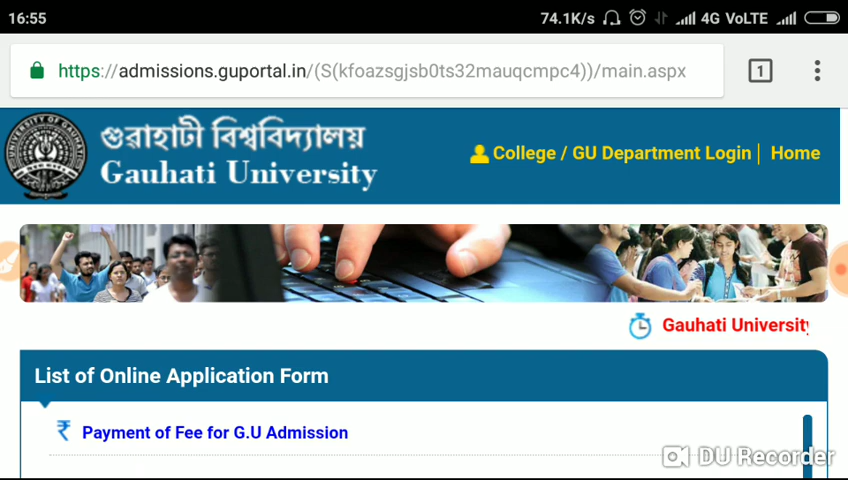 16:55 74.1K/s 4G VoLTE
https://admissions.guportal.in/(S(kfoazsgjsb0ts32mauqcmpc4))/main.aspx 1
গুৱাহাটী বিশ্ববিদ্যালয়
Gauhati University
College / GU Department Login | Home
Gauhati University
List of Online Application Form
₹ Payment of Fee for G.U Admission
DU Recorder